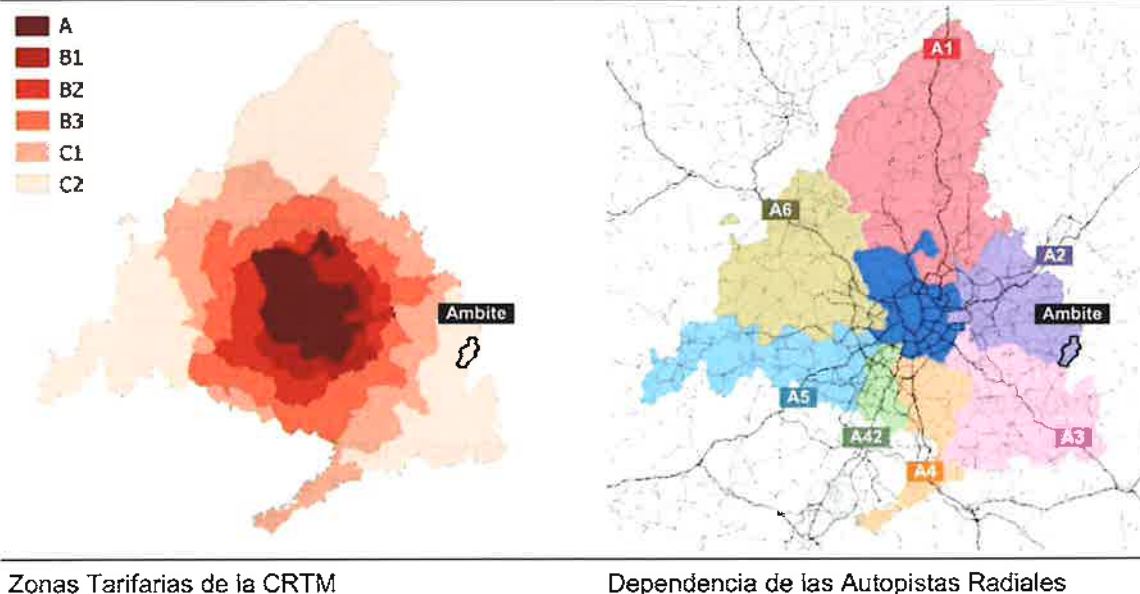 A
B1
B2
B3
C1
C2
Ambite
A1
A6
A2
Ambite
A5
A42
A3
A4
Zonas Tarifarias de la CRTM
Dependencia de las Autopistas Radiales